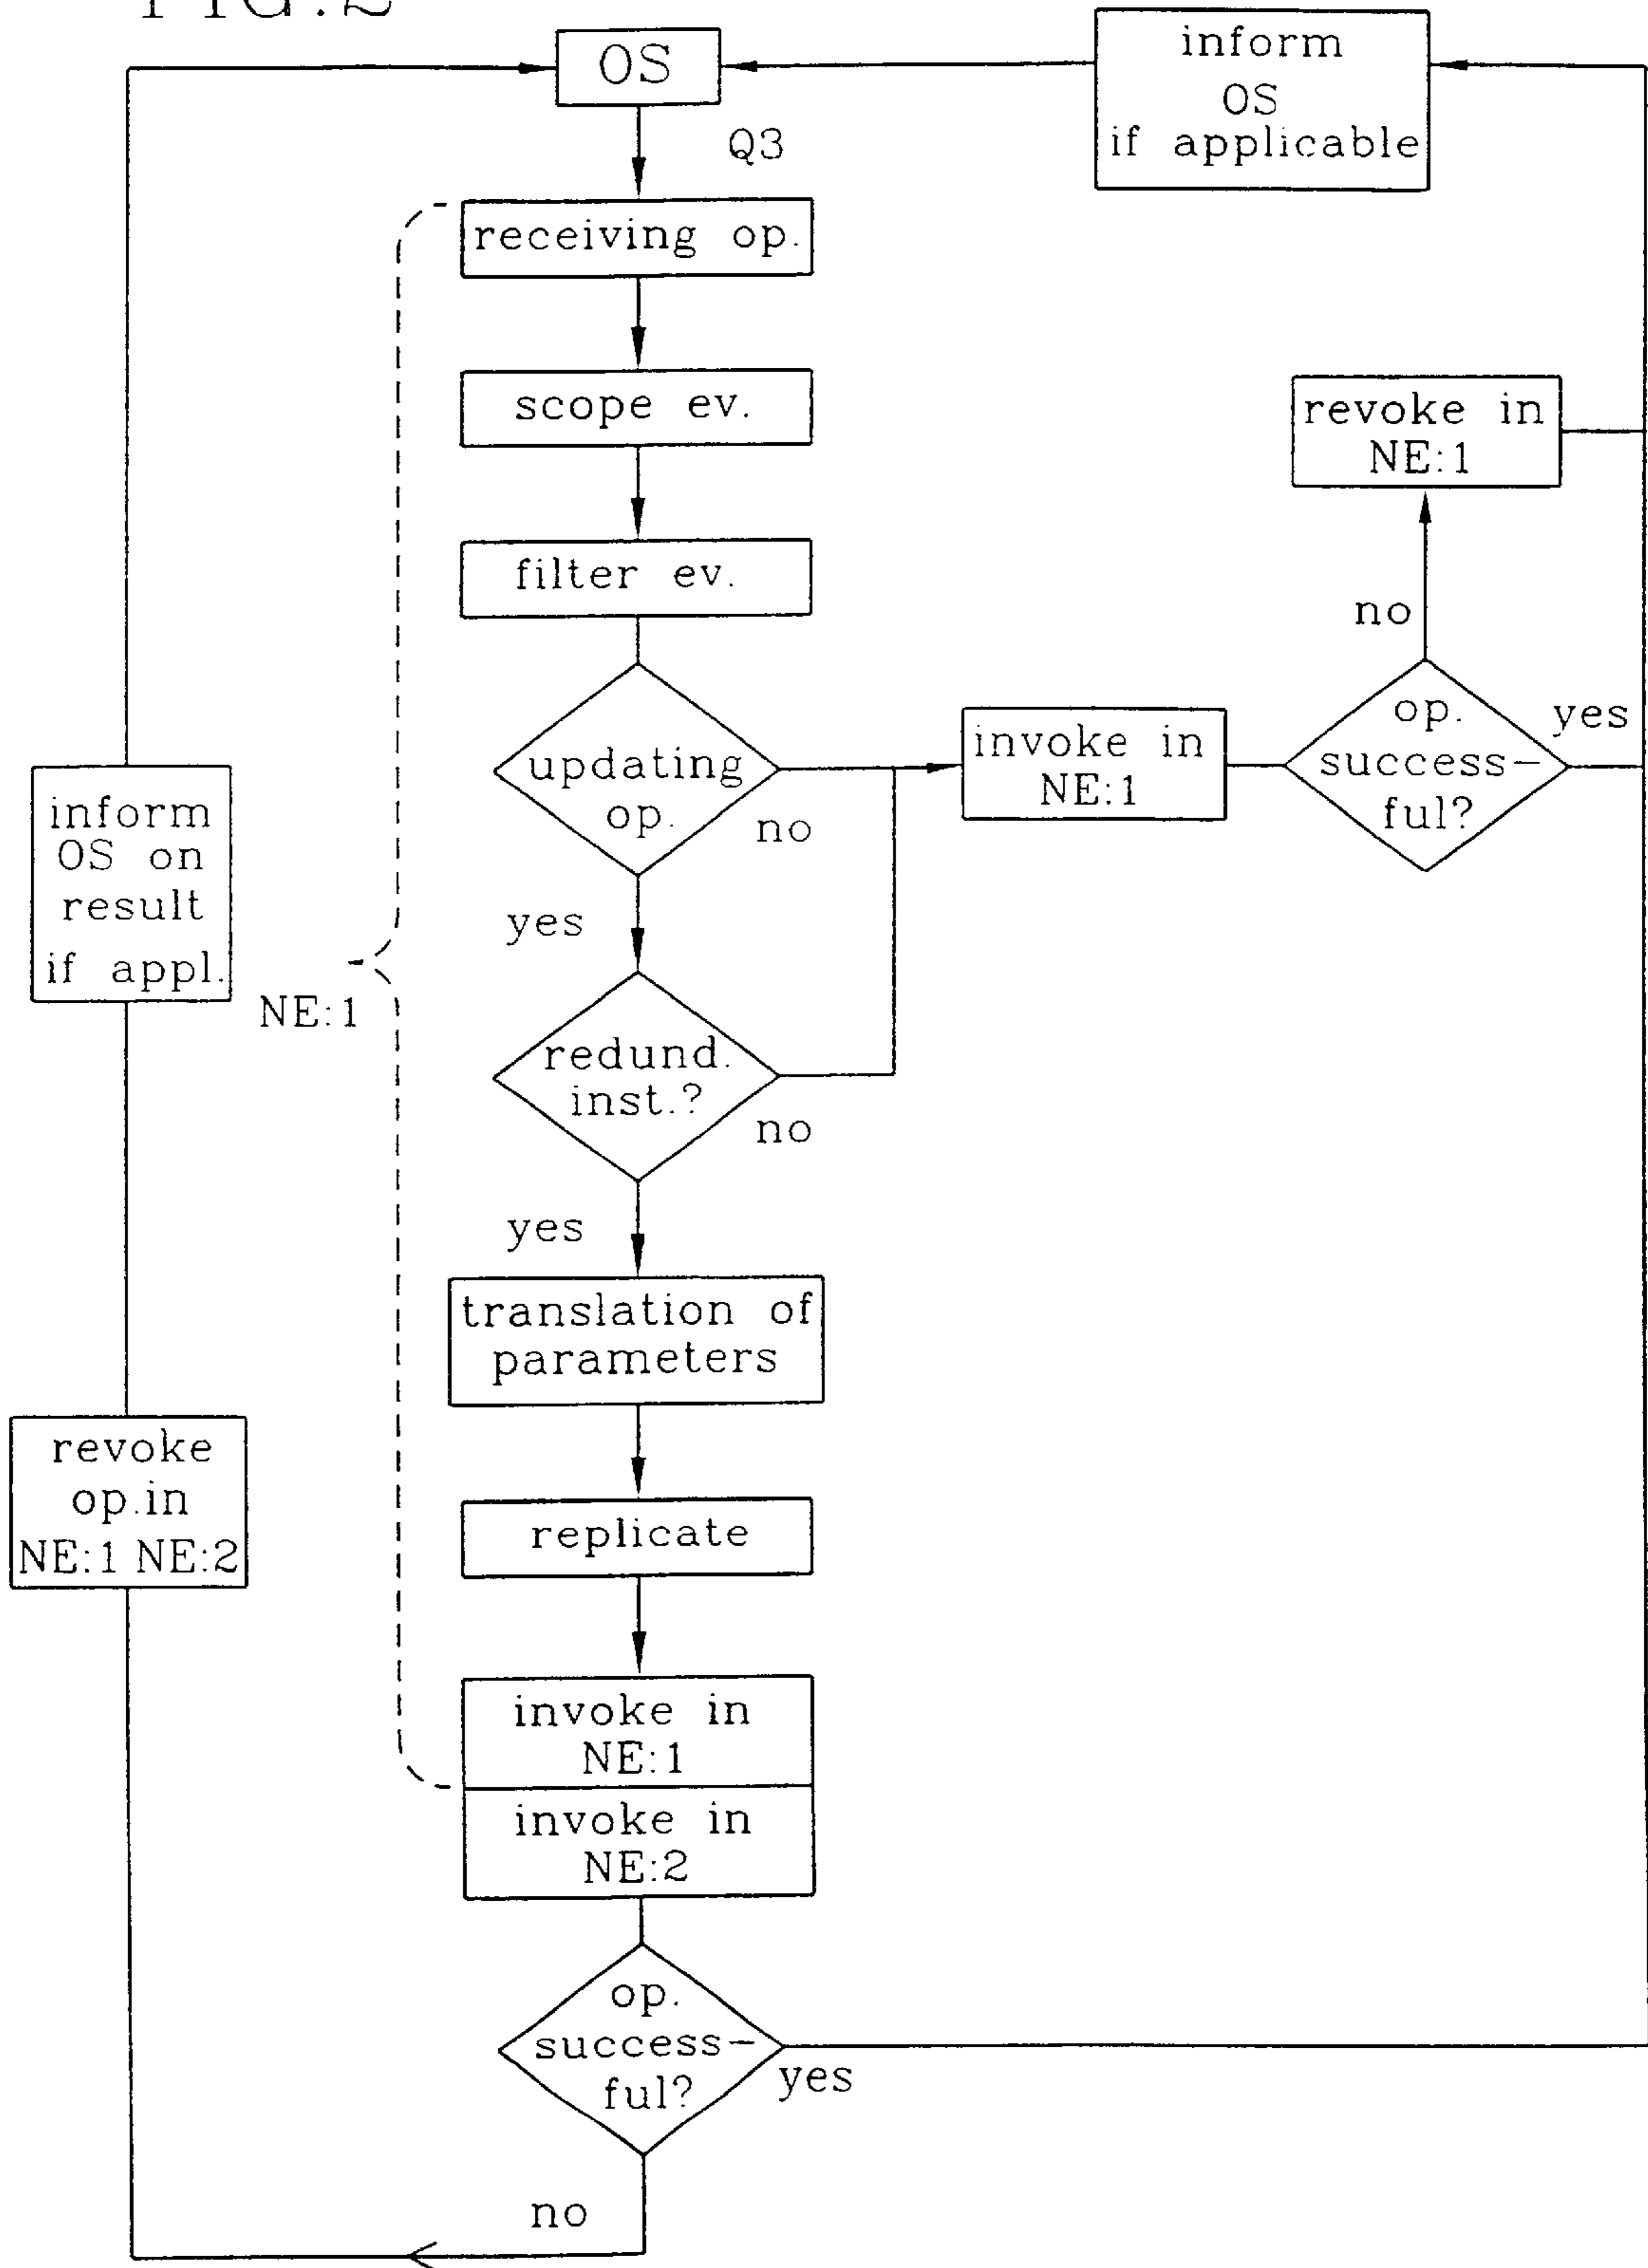 FIG.2
OS
inform
OS
if applicable
Q3
receiving op.
scope ev.
revoke in
NE:1
filter ev.
no
updating
op.
no
invoke in
NE:1
op.
success-
ful?
yes
inform
OS on
result
if appl.
yes
NE:1
redund.
inst.?
no
yes
translation of
parameters
revoke
op.in
NE:1 NE:2
replicate
invoke in
NE:1
invoke in
NE:2
op.
success-
ful?
yes
no